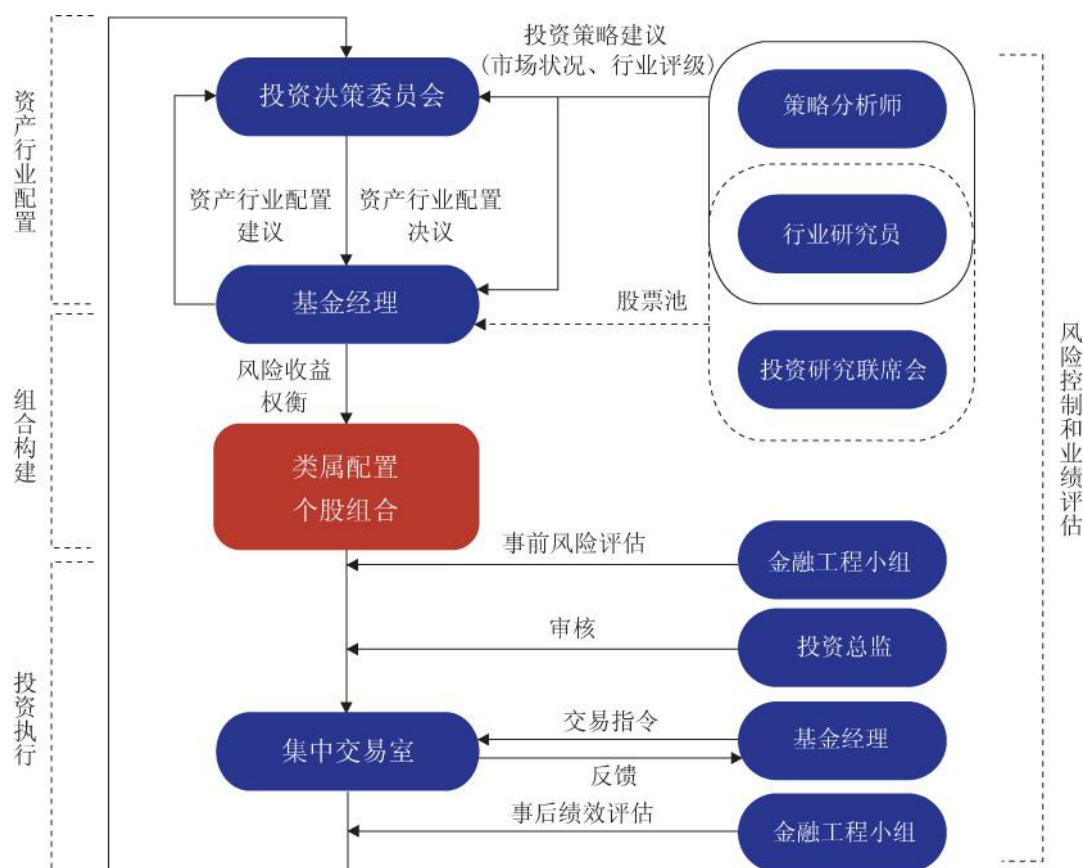 投资策略建议
(市场状况、行业评级)
投资决策委员会
策略分析师
资产行业配置
资产行业配置
建议
资产行业配置
决议
行业研究员
基金经理
股票池
投资研究联席会
风险收益
权衡
组合构建
类属配置
个股组合
风险控制和业绩评估
事前风险评估
金融工程小组
审核
投资总监
投资执行
集中交易室
交易指令
反馈
基金经理
事后绩效评估
金融工程小组